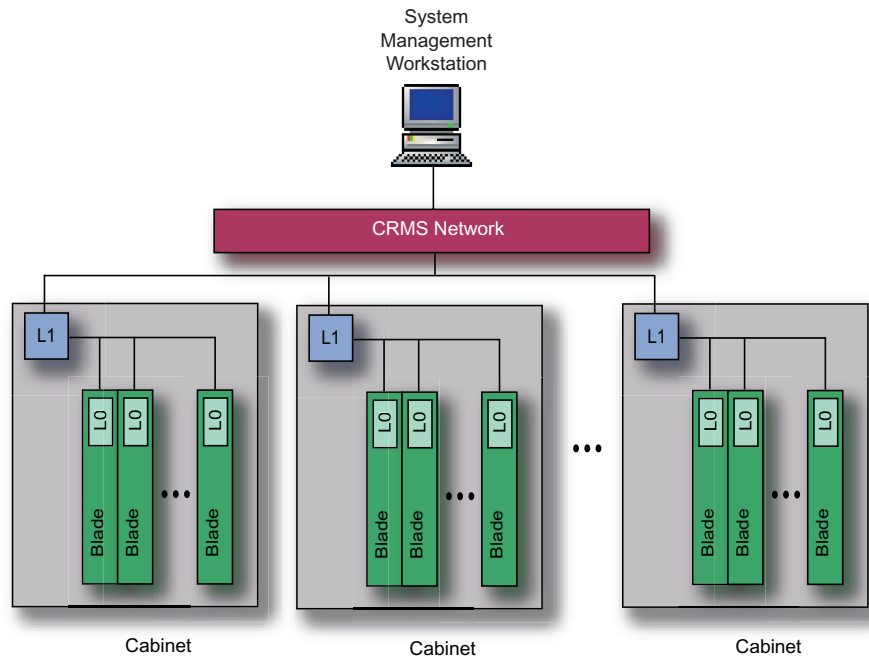 System
Management
Workstation
CRMS Network
L1
L1
L1
L0
L0
L0
L0
L0
L0
L0
L0
L0
Blade
Blade
Blade
Blade
Blade
Blade
Blade
Blade
Blade
Cabinet
Cabinet
Cabinet